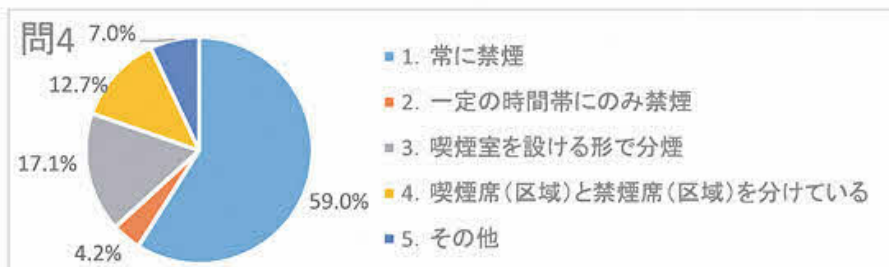 問4
7.0%
12.7%
17.1%
4.2%
59.0%
1. 常に禁煙
2. 一定の時間帯にのみ禁煙
3. 喫煙室を設ける形で分煙
4. 喫煙席(区域)と禁煙席(区域)を分けている
5. その他